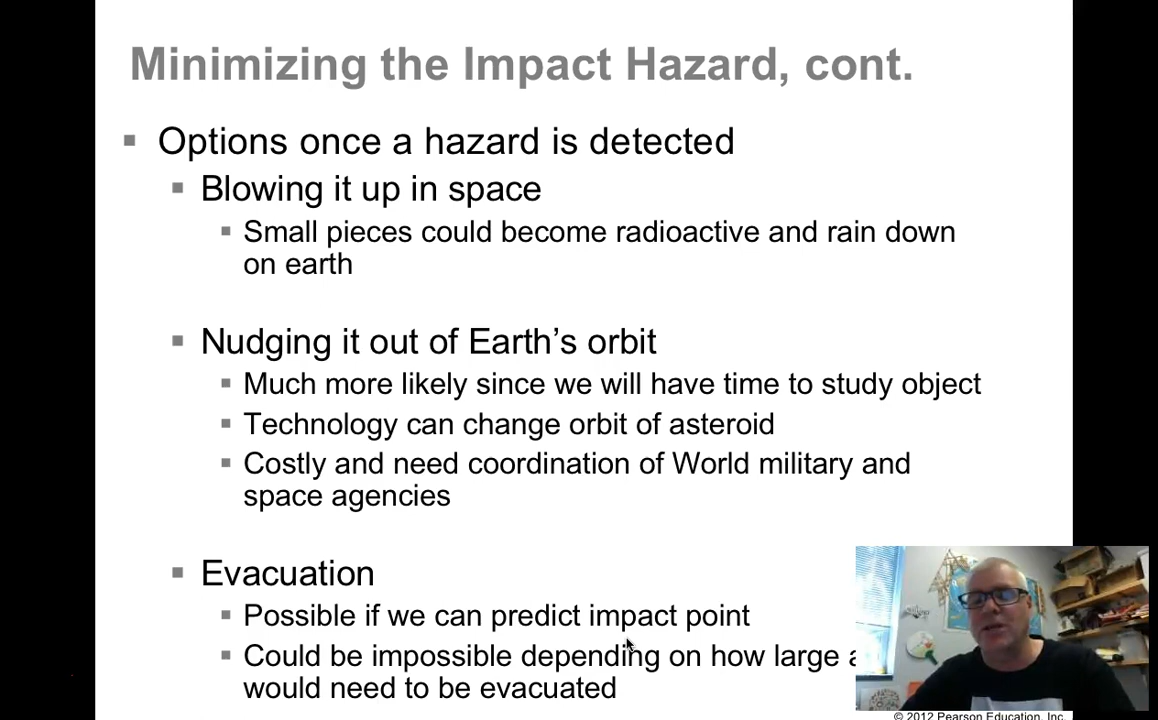 Minimizing the Impact Hazard, cont.
Options once a hazard is detected
Blowing it up in space
Small pieces could become radioactive and rain down
on earth
Nudging it out of Earth's orbit
Much more likely since we will have time to study object
Technology can change orbit of asteroid
Costly and need coordination of World military and
space agencies
Evacuation
Possible if we can predict impact point
Could be impossible depending on how large
would need to be evacuated
© 2012 Pearson Education, Inc.